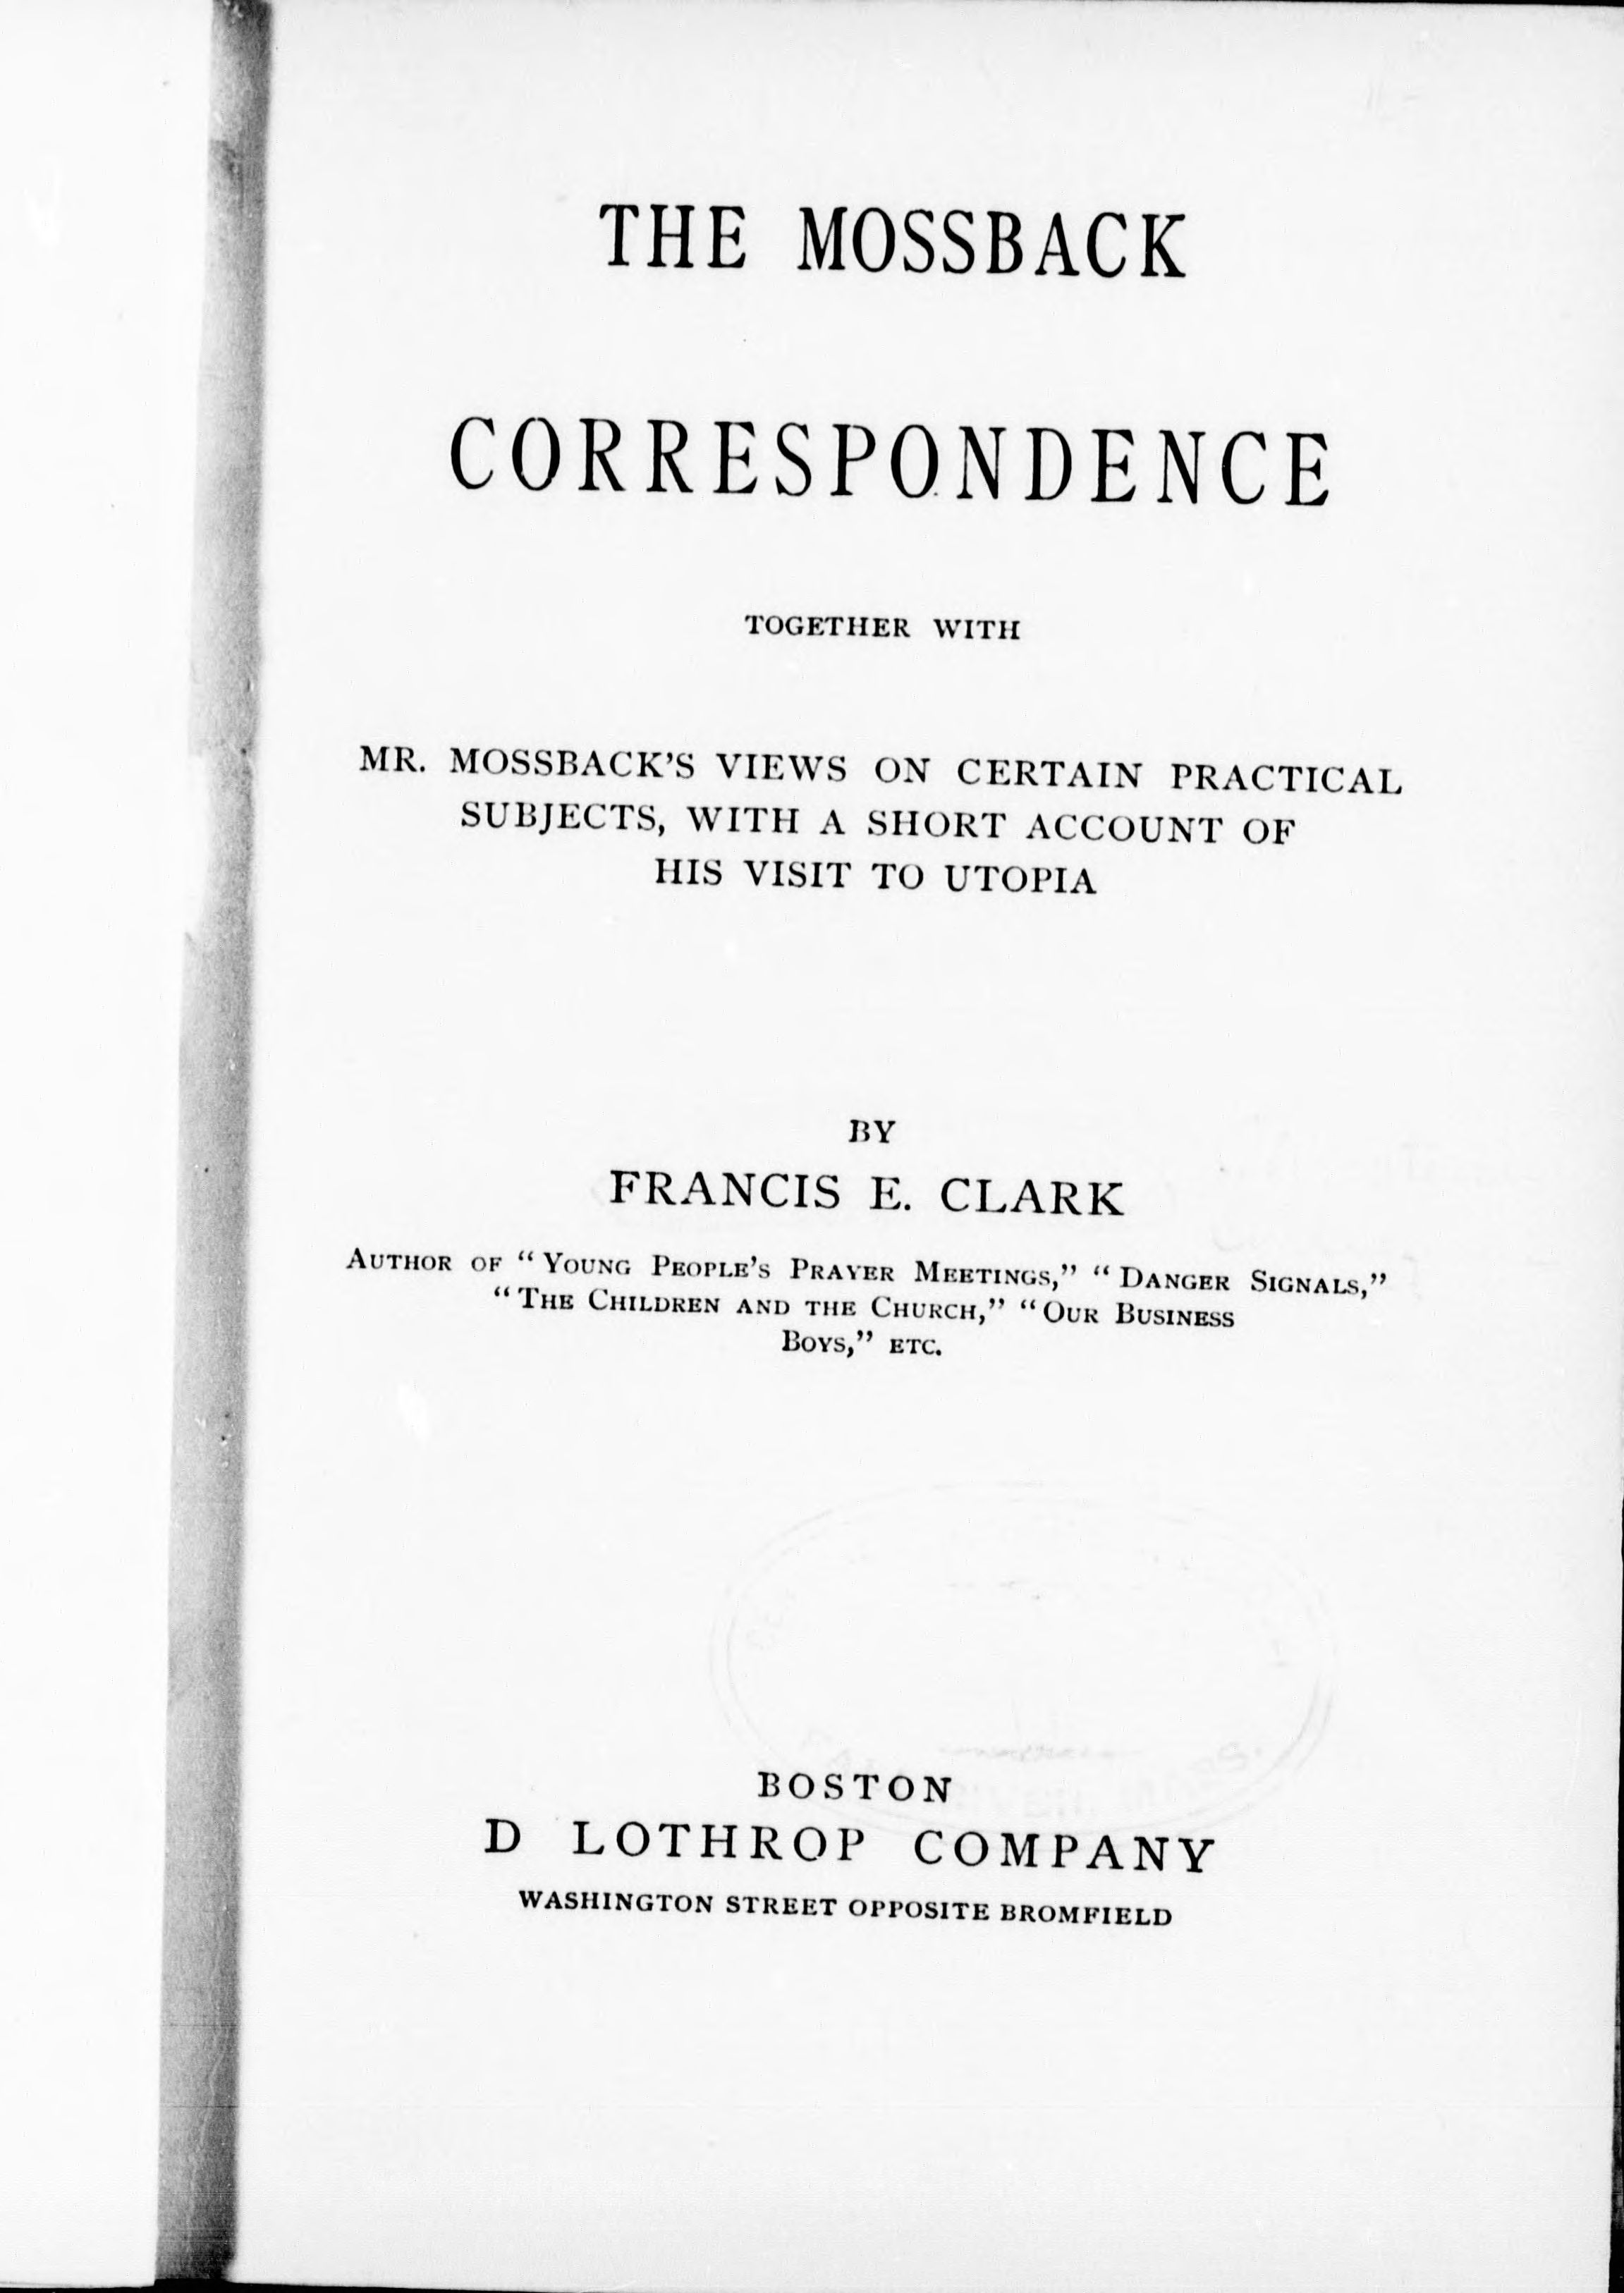 THE MOSSBACK
CORRESPONDENCE
TOGETHER WITH
MR. MOSSBACK'S VIEWS ON CERTAIN PRACTICAL
SUBJECTS, WITH A SHORT ACCOUNT OF
HIS VISIT TO UTOPIA
BY
FRANCIS E. CLARK
AUTHOR OF "YOUNG PEOPLE'S PRAYER MEETINGS," "DANGER SIGNALS,"
"THE CHILDREN AND THE CHURCH," "OUR BUSINESS
BOYS," ETC.
BOSTON
D LOTHROP COMPANY
WASHINGTON STREET OPPOSITE BROMFIELD